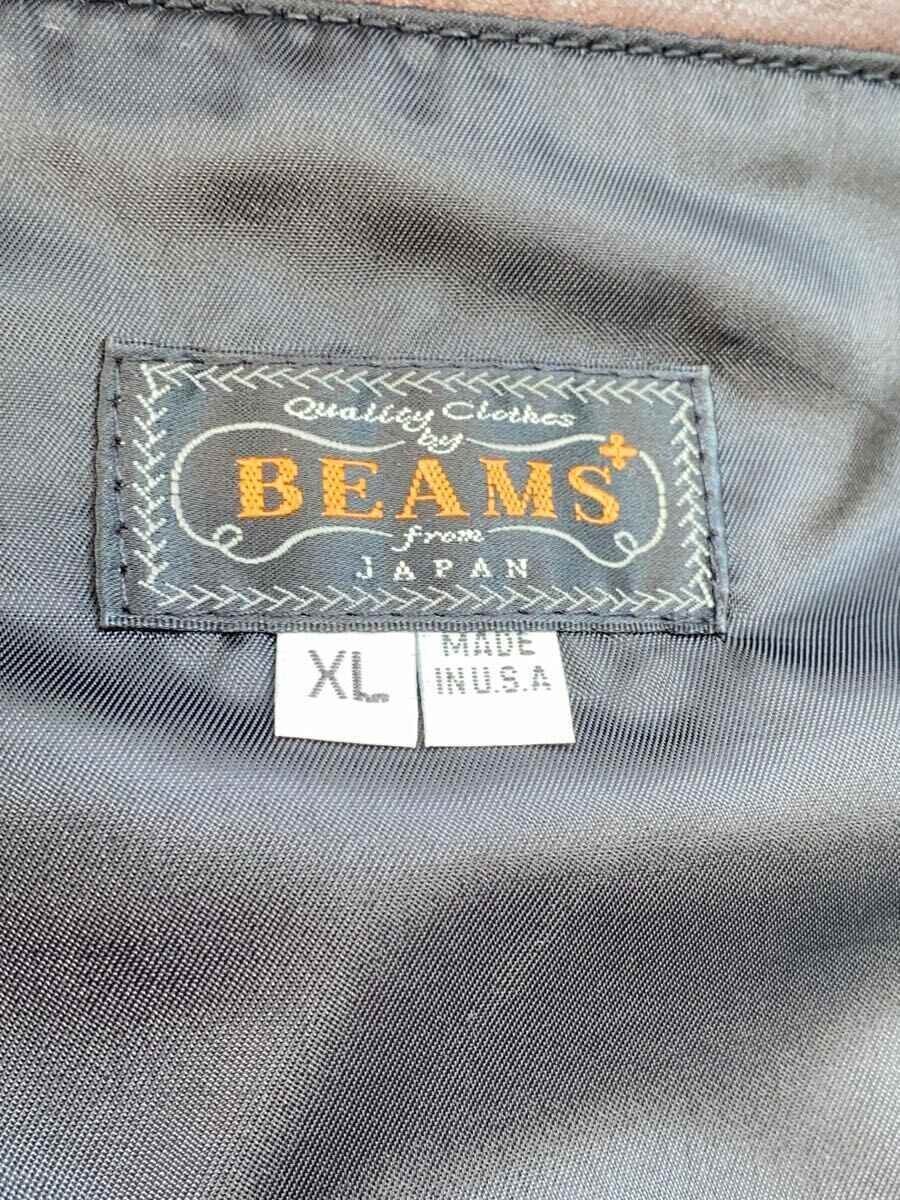 Quality Clothes
by
BEAMS+
from
JAPAN
XL
MADE
IN U.S.A